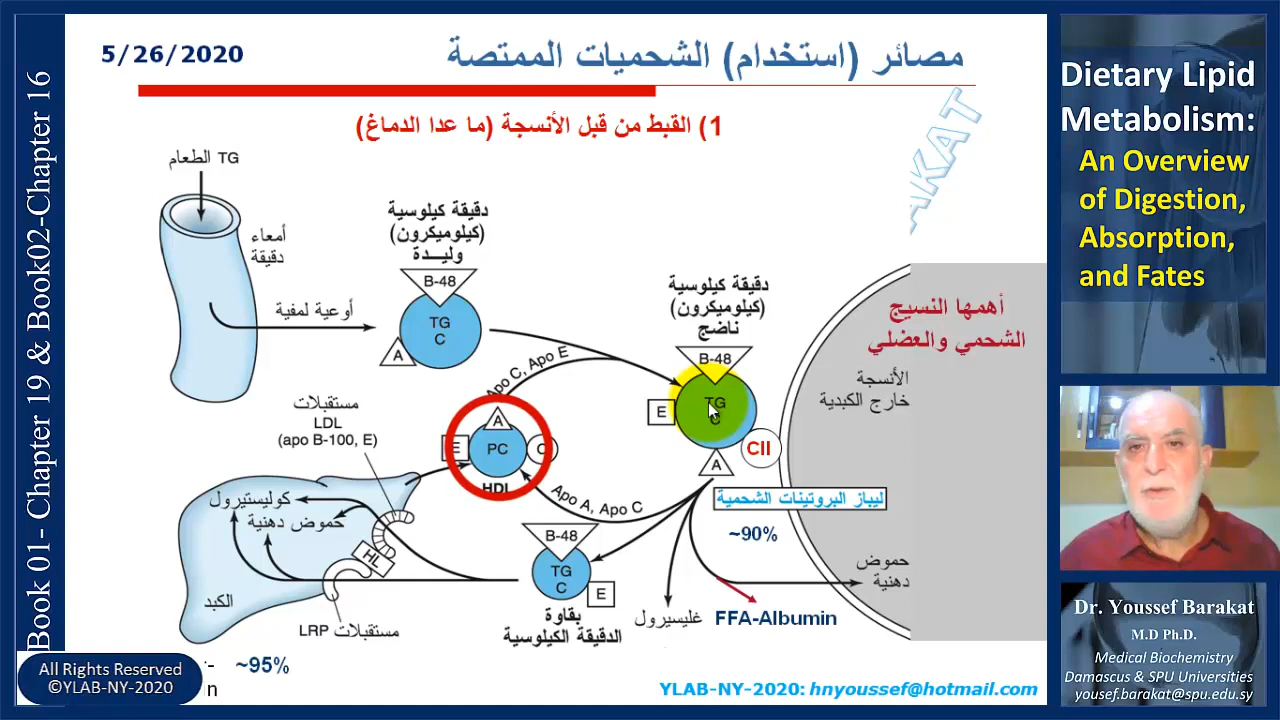 Book 01- Chapter 19 & Book02-Chapter 16
5/26/2020
مصائر (استخدام) الشحميات الممتصة
1) القبط من قبل الأنسجة (ما عدا الدماغ)
TG الطعام
أمعاء
دقيقة
أوعية لمفية
دقيقة كيلوسية
(كيلوميكرون)
وليـــدة
B-48
TG
C
A
Apo C, Apo E
دقيقة كيلوسية
(كيلوميكرون)
ناضج
B-48
TG
C
E
A
CII
أهمها النسيج
الشحمي والعضلي
الأنسجة
خارج الكبدية
مستقبلات
LDL
(apo B-100, E)
A
E
PC
C
HDL
Apo A, Apo C
ليباز البروتينات الشحمية
~90%
حموض
دهنية
FFA-Albumin
غليسيرول
B-48
TG
C
E
بقاوة
الدقيقة الكيلوسية
كوليستيرول
حموض دهنية
HL
الكبد
مستقبلات LRP
~95%
All Rights Reserved
©YLAB-NY-2020
YLAB-NY-2020: hnyoussef@hotmail.com
Dietary Lipid
Metabolism:
An Overview
of Digestion,
Absorption,
and Fates
Dr. Youssef Barakat
M.D Ph.D.
Medical Biochemistry
Damascus & SPU Universities
yousef.barakat@spu.edu.sy